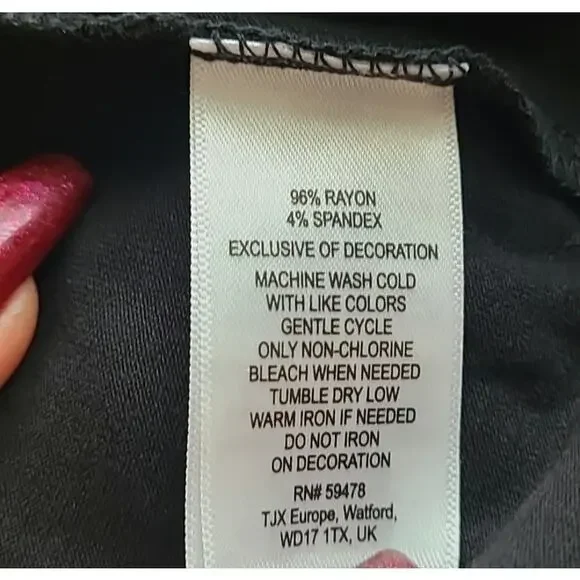 96% RAYON
4% SPANDEX
EXCLUSIVE OF DECORATION
MACHINE WASH COLD
WITH LIKE COLORS
GENTLE CYCLE
ONLY NON-CHLORINE
BLEACH WHEN NEEDED
TUMBLE DRY LOW
WARM IRON IF NEEDED
DO NOT IRON
ON DECORATION
RN# 59478
TJX Europe, Watford,
WD17 1TX, UK